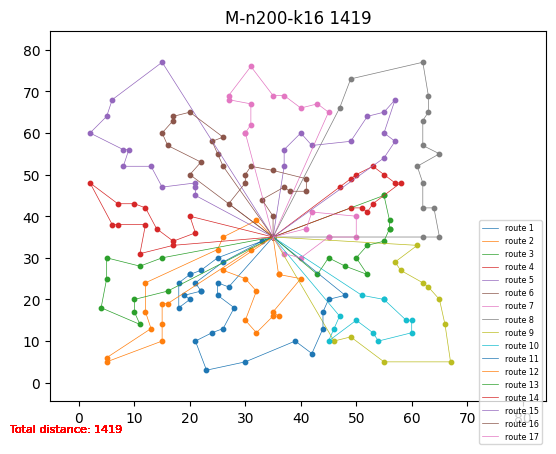 M-n200-k16 1419
80
70
60
50
40
30
20
10
0
0
10
20
30
40
50
60
70
80
route 1
route 2
route 3
route 4
route 5
route 6
route 7
route 8
route 9
route 10
route 11
route 12
route 13
route 14
route 15
route 16
route 17
Total distance: 1419